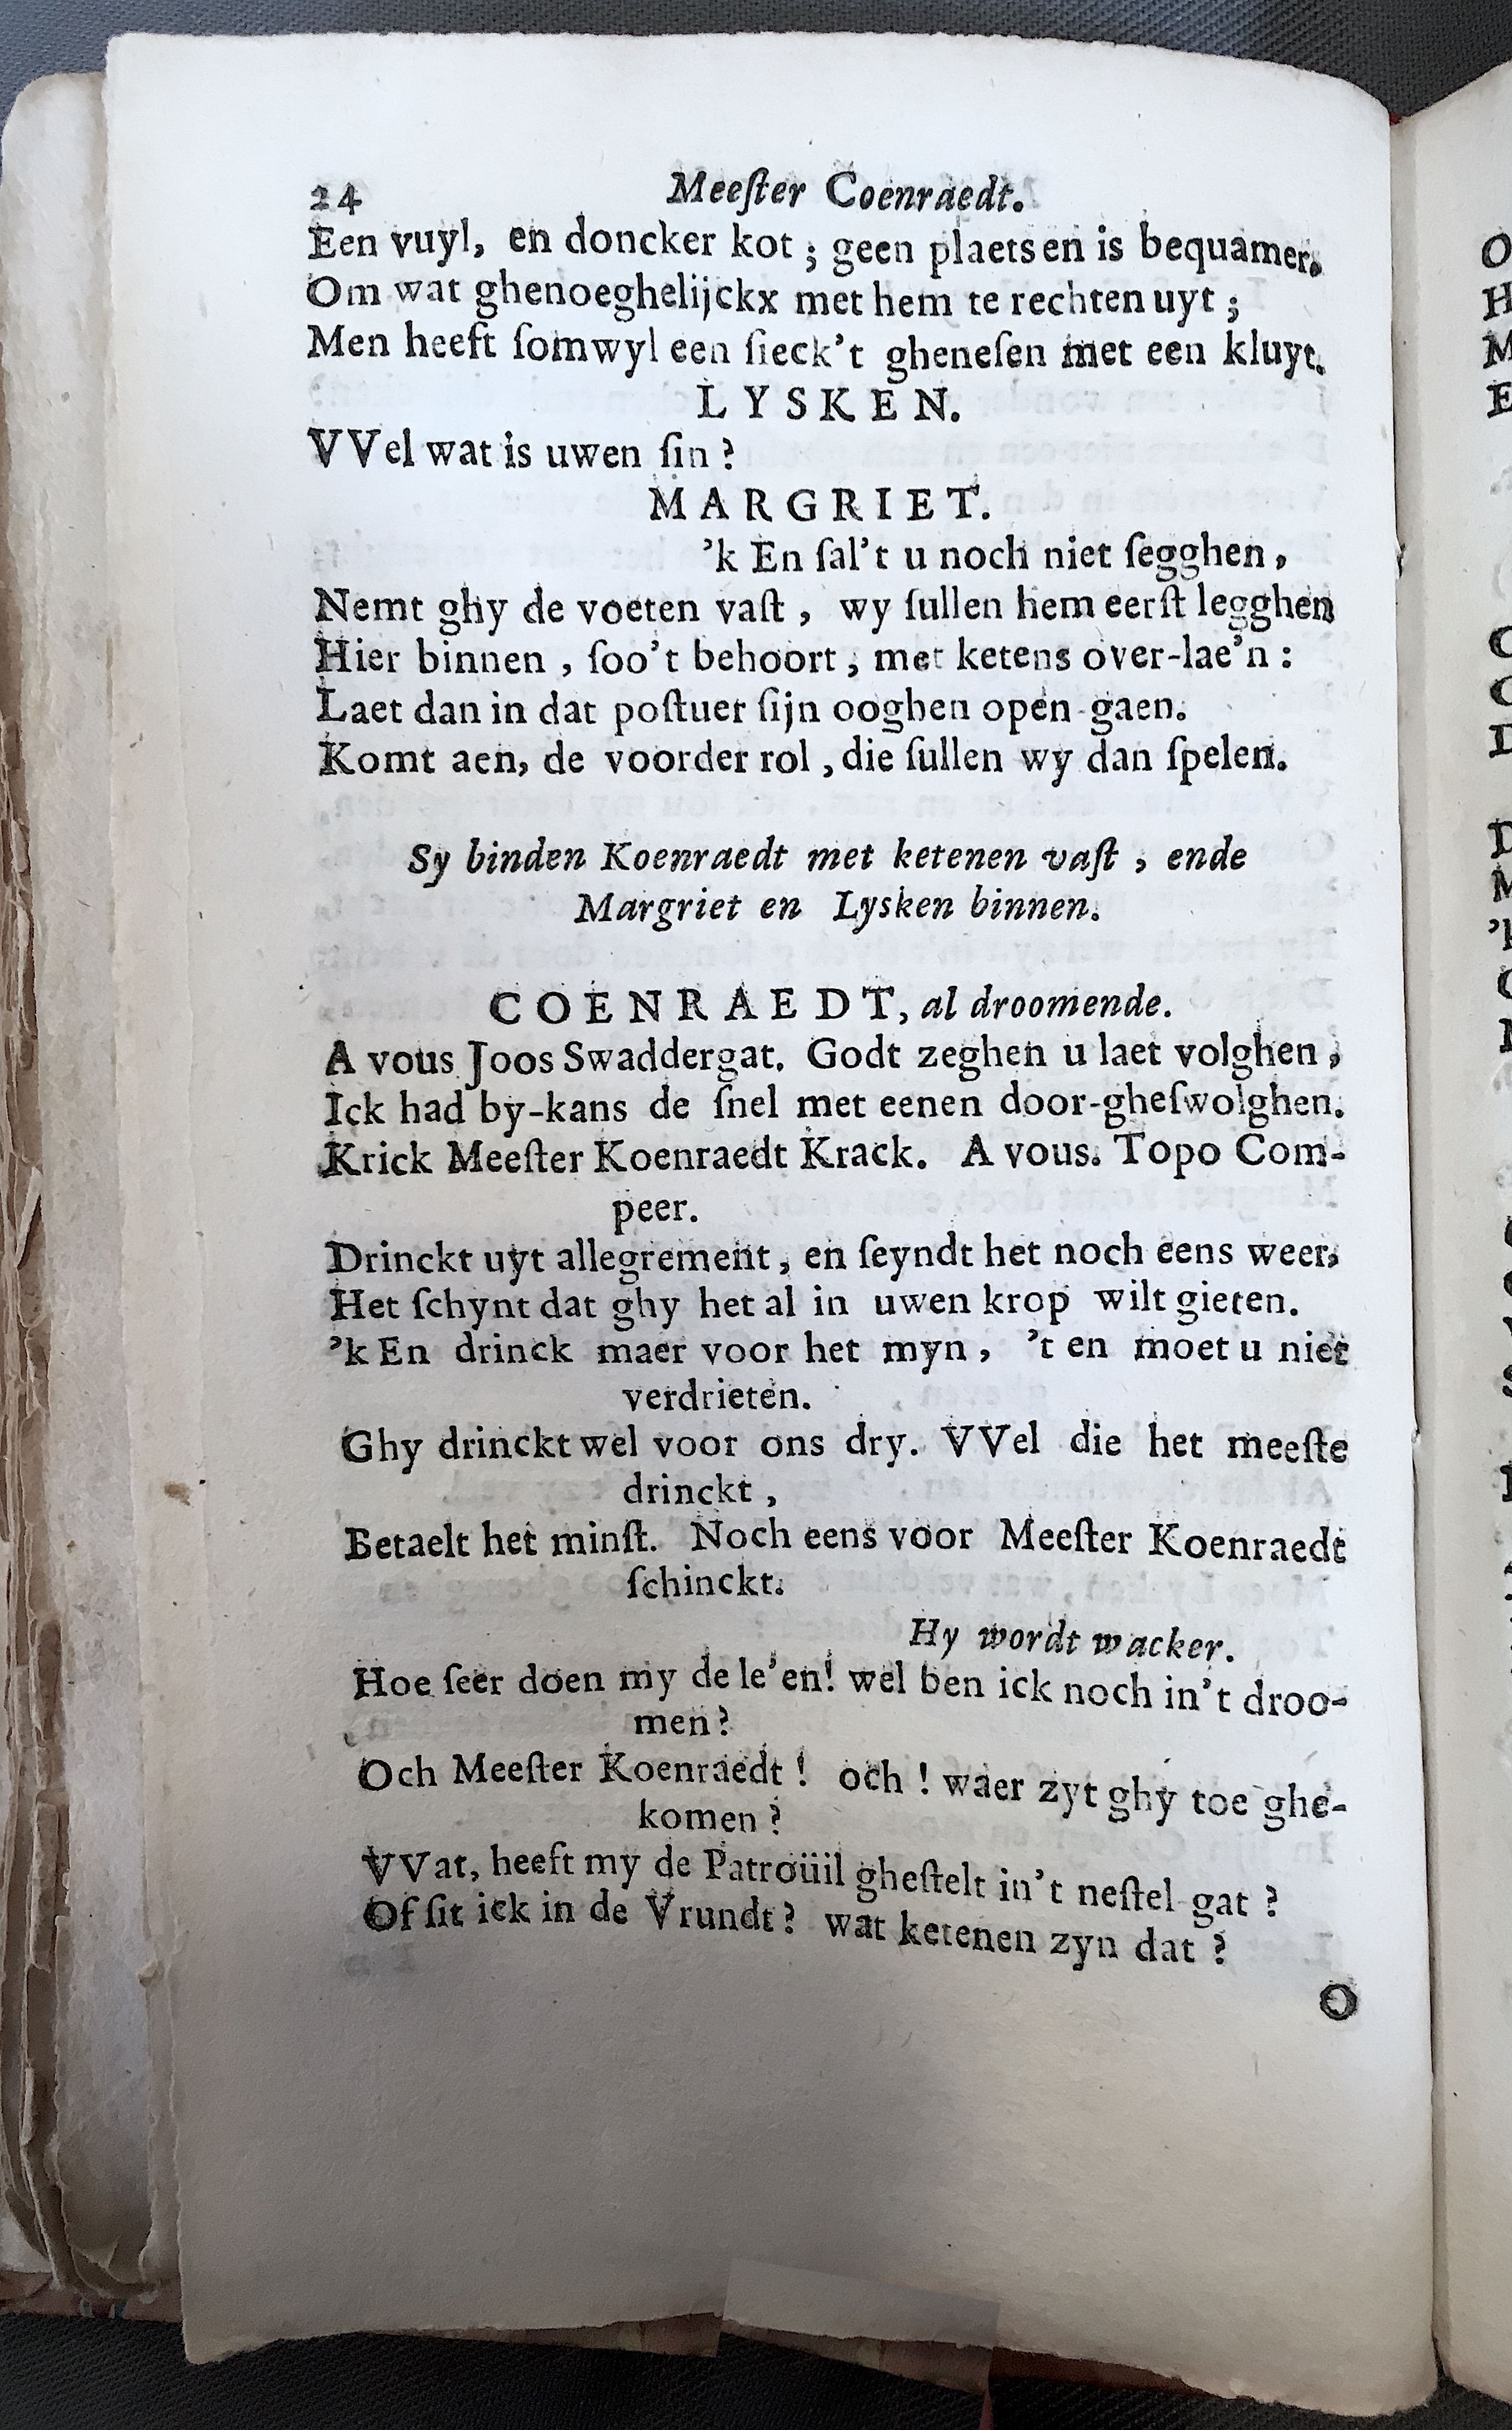 24 Meeſter Coenraedt.
Een vuyl, en doncker kot ; geen plaetsen is bequamer,
Om wat ghenoeghelijckx met hem te rechten uyt ;
Men heeft ſomwyl een ſieck't gheneſen met een kluyt.
LYSKEN.
VVel wat is uwen ſin ?
MARGRIET.
'k En ſal't u noch niet ſegghen ,
Nemt ghy de voeten vaſt , wy ſullen hem eerſt legghen
Hier binnen , ſoo't behoort , met ketens over-lae'n :
Laet dan in dat poſtuer ſijn ooghen open gaen.
Komt aen, de voorder rol , die ſullen wy dan ſpelen.
Sy binden Koenraedt met ketenen vaſt , ende
Margriet en Lysken binnen.
COENRAEDT, al droomende.
A vous Joos Swaddergat. Godt zeghen u laet volghen ,
Ick had by-kans de ſnel met eenen door-gheſwolghen.
Krick Meeſter Koenraedt Krack. A vous. Topo Com-
peer.
Drinckt uyt allegrement , en ſeyndt het noch eens weer,
Het ſchynt dat ghy het al in uwen krop wilt gieten.
'k En drinck maer voor het myn , 't en moet u niet
verdrieten.
Ghy drinckt wel voor ons dry. VVel die het meeſte
drinckt ,
Betaelt het minſt. Noch eens voor Meeſter Koenraedt
ſchinckt.
Hy wordt wacker.
Hoe ſeer doen my de le'en! wel ben ick noch in't droo-
men ?
Och Meeſter Koenraedt ! och ! waer zyt ghy toe ghe-
komen ?
VVat, heeft my de Patroüil gheſtelt in't neſtel gat ?
Of ſit ick in de Vrundt ? wat ketenen zyn dat ?
O